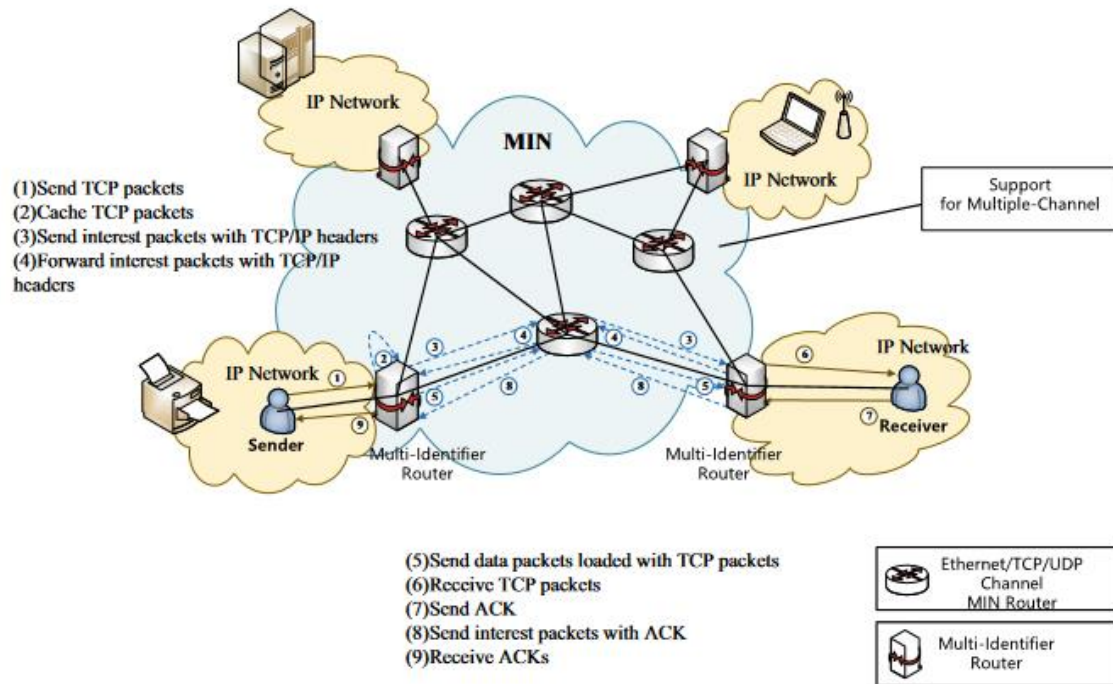 IP Network
MIN
IP Network
(1)Send TCP packets
(2)Cache TCP packets
(3)Send interest packets with TCP/IP headers
(4)Forward interest packets with TCP/IP
headers
Support
for Multiple-Channel
IP Network
1
Sender
9
2
3
4
5
8
Multi-Identifier
Router
4
3
8
5
Multi-Identifier
Router
6
IP Network
7
Receiver
(5)Send data packets loaded with TCP packets
(6)Receive TCP packets
(7)Send ACK
(8)Send interest packets with ACK
(9)Receive ACKs
Ethernet/TCP/UDP
Channel
MIN Router
Multi-Identifier
Router